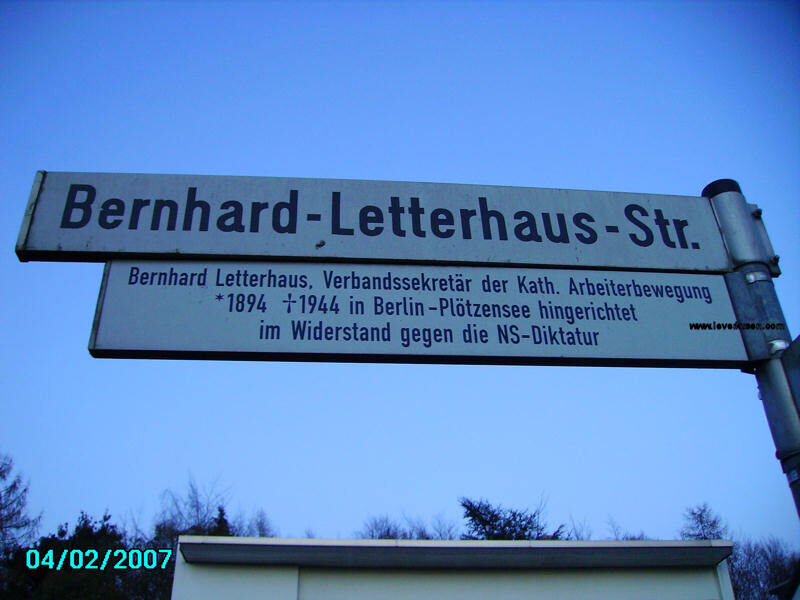 Bernhard-Letterhaus-Str.
Bernhard Letterhaus, Verbandssekretär der Kath. Arbeiterbewegung
*1894 ☩1944 in Berlin-Plötzensee hingerichtet
im Widerstand gegen die NS-Diktatur
04/02/2007